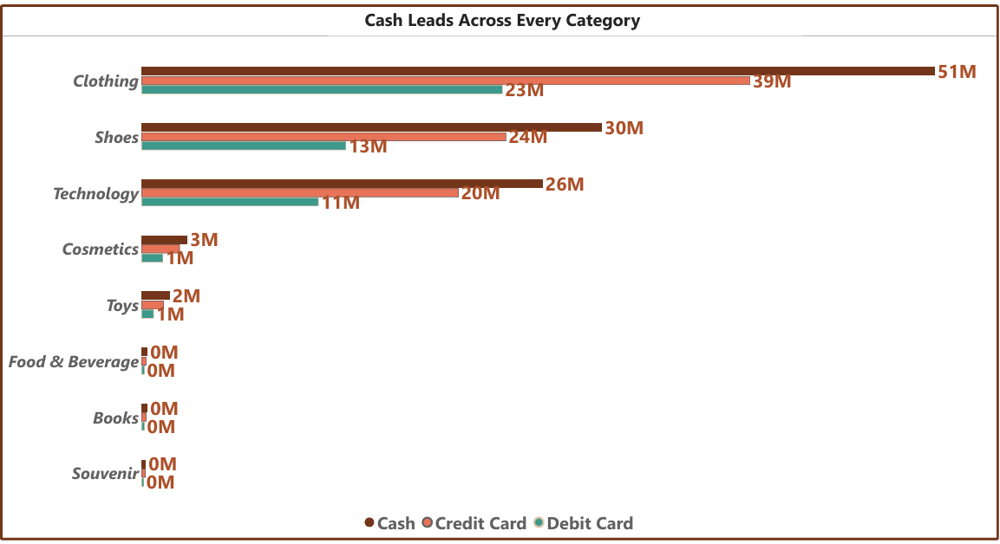 Cash Leads Across Every Category
Clothing
51M
39M
23M
Shoes
30M
24M
13M
Technology
26M
20M
11M
Cosmetics
3M
1M
Toys
2M
1M
Food & Beverage
0M
0M
Books
0M
0M
Souvenir
0M
0M
Cash Credit Card Debit Card